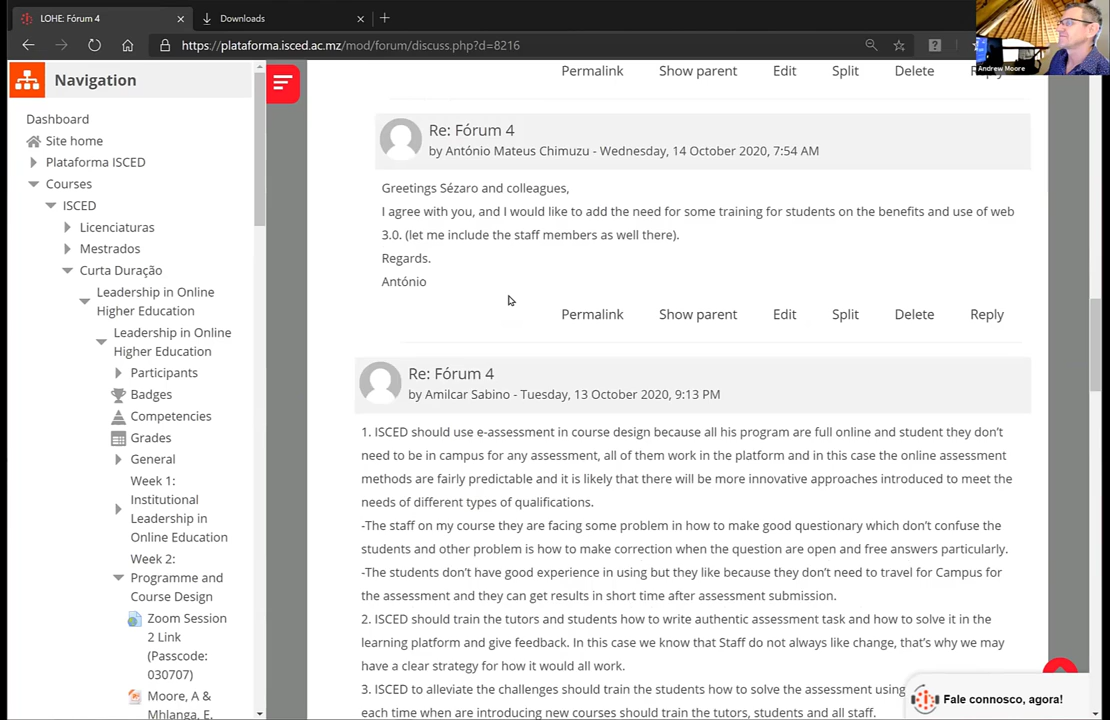 LOHE: Fórum 4
Downloads
https://plataforma.isced.ac.mz/mod/forum/discuss.php?d=8216
Andrew Moore
Navigation
Dashboard
Site home
Plataforma ISCED
Courses
ISCED
Licenciaturas
Mestrados
Curta Duração
Leadership in Online
Higher Education
Leadership in Online
Higher Education
Participants
Badges
Competencies
Grades
General
Week 1:
Institutional
Leadership in
Online Education
Week 2:
Programme and
Course Design
Zoom Session
2 Link
(Passcode:
030707)
Moore, A &
Mhlanga, E.
Permalink Show parent Edit Split Delete Reply
Re: Fórum 4
by António Mateus Chimuzu - Wednesday, 14 October 2020, 7:54 AM
Greetings Sézaro and colleagues,
I agree with you, and I would like to add the need for some training for students on the benefits and use of web
3.0. (let me include the staff members as well there).
Regards.
António
Permalink Show parent Edit Split Delete Reply
Re: Fórum 4
by Amilcar Sabino - Tuesday, 13 October 2020, 9:13 PM
1. ISCED should use e-assessment in course design because all his program are full online and student they don’t
need to be in campus for any assessment, all of them work in the platform and in this case the online assessment
methods are fairly predictable and it is likely that there will be more innovative approaches introduced to meet the
needs of different types of qualifications.
-The staff on my course they are facing some problem in how to make good questionary which don’t confuse the
students and other problem is how to make correction when the question are open and free answers particularly.
-The students don’t have good experience in using but they like because they don’t need to travel for Campus for
the assessment and they can get results in short time after assessment submission.
2. ISCED should train the tutors and students how to write authentic assessment task and how to solve it in the
learning platform and give feedback. In this case we know that Staff do not always like change, that’s why we may
have a clear strategy for how it would all work.
3. ISCED to alleviate the challenges should train the students how to solve the assessment using
each time when are introducing new courses should train the tutors, students and all staff.
Fale connosco, agora!